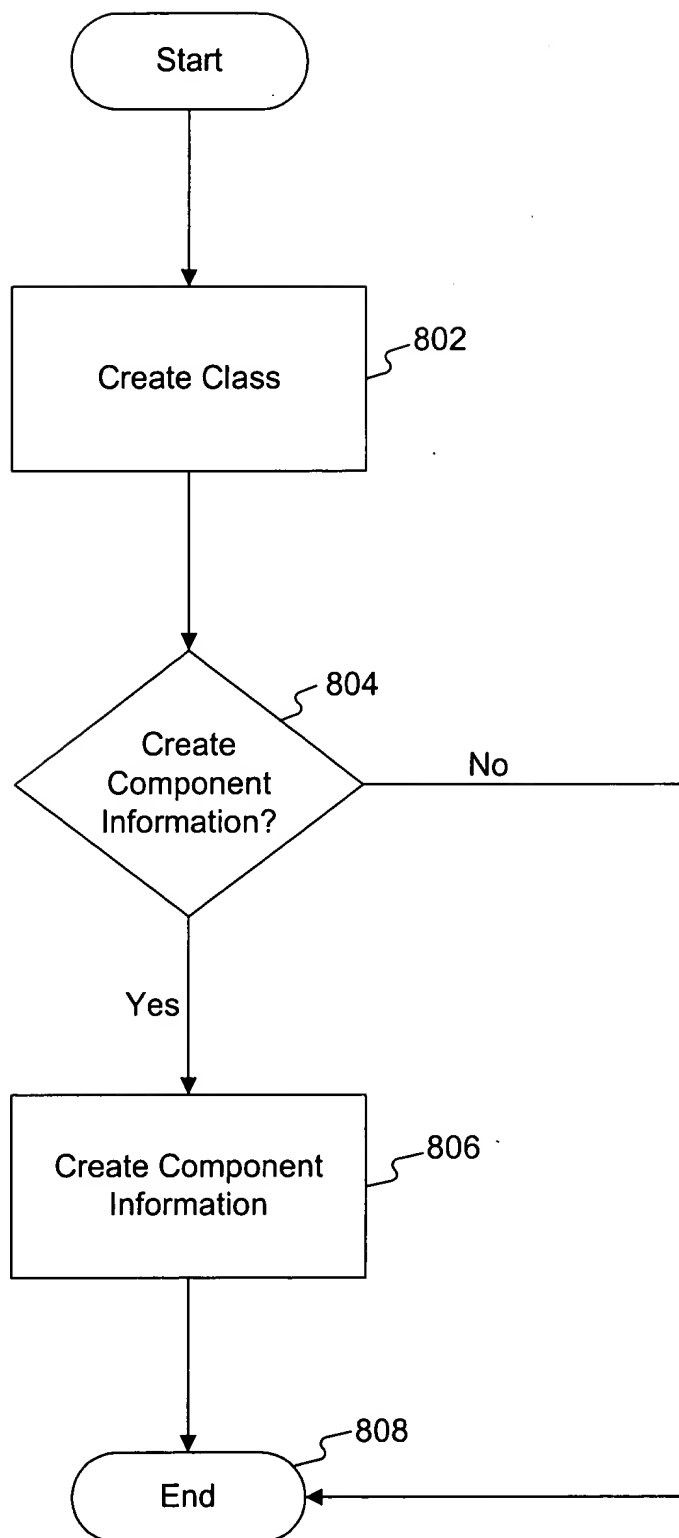 Start
Create Class
802
804
Create
Component
Information?
No
Yes
Create Component
Information
806
End
808